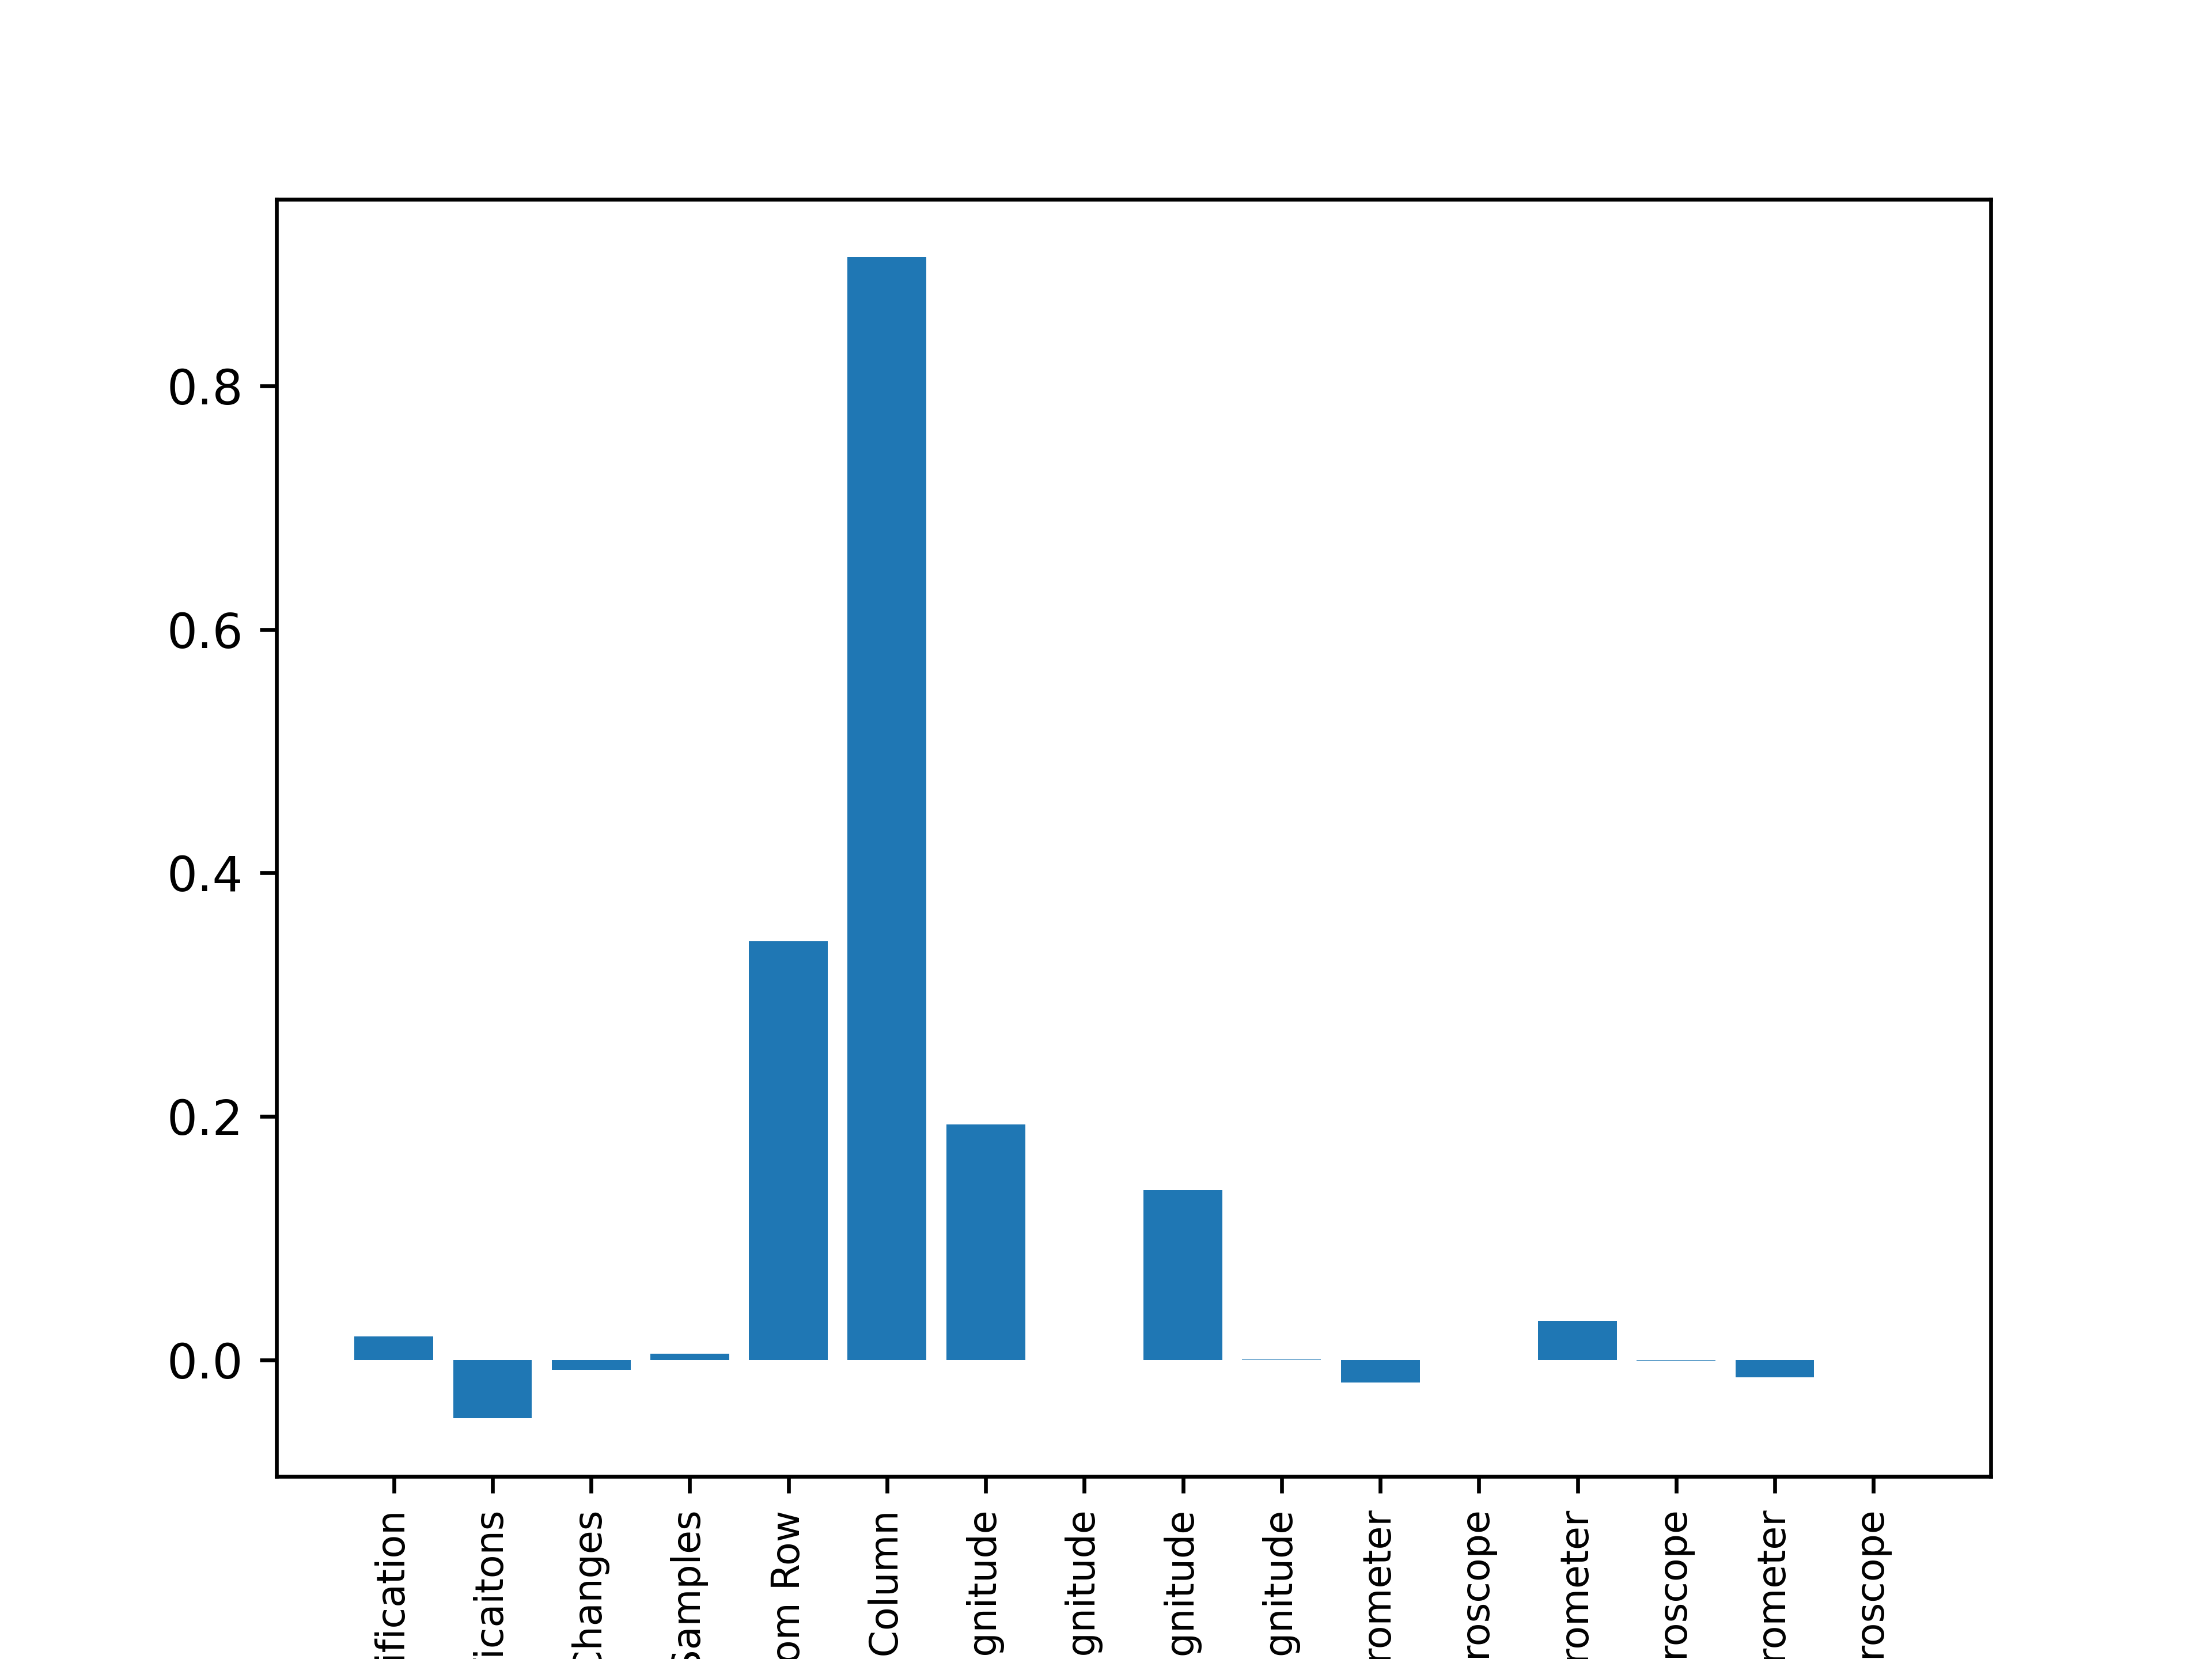 0.8
0.6
0.4
0.2
0.0
ification
icaitons
Changes
Samples
om Row
Column
gnitude
gnitude
gnitude
gnitude
rometer
roscope
rometer
roscope
rometer
roscope